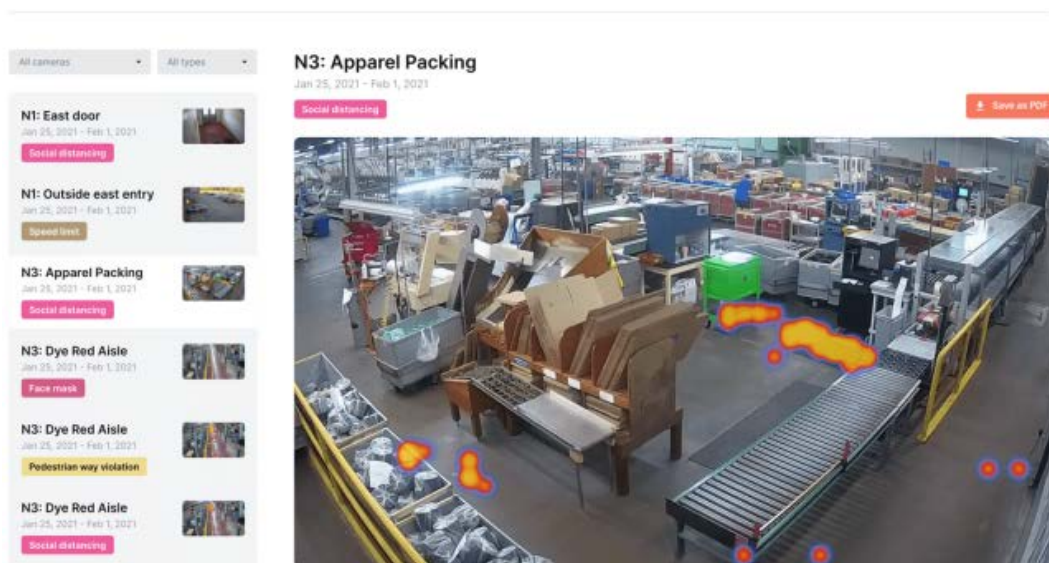 All cameras
All types
N1: East door
Jan 25, 2021 - Feb 1, 2021
Social distancing
N1: Outside east entry
Jan 25, 2021 - Feb 1, 2021
Speed limit
N3: Apparel Packing
Jan 25, 2021 - Feb 1, 2021
Social distancing
N3: Dye Red Aisle
Jan 25, 2021 - Feb 1, 2021
Face mask
N3: Dye Red Aisle
Jan 25, 2021 - Feb 1, 2021
Pedestrian way violation
N3: Dye Red Aisle
Jan 25, 2021 - Feb 1, 2021
Social distancing
N3: Apparel Packing
Jan 25, 2021 - Feb 1, 2021
Social distancing
Save as PDF